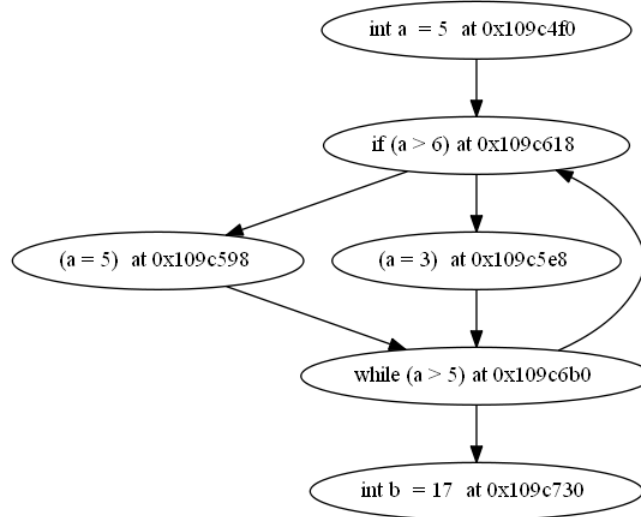 int a = 5 at 0x109c4f0
if (a > 6) at 0x109c618
(a = 5) at 0x109c598
(a = 3) at 0x109c5e8
while (a > 5) at 0x109c6b0
int b = 17 at 0x109c730